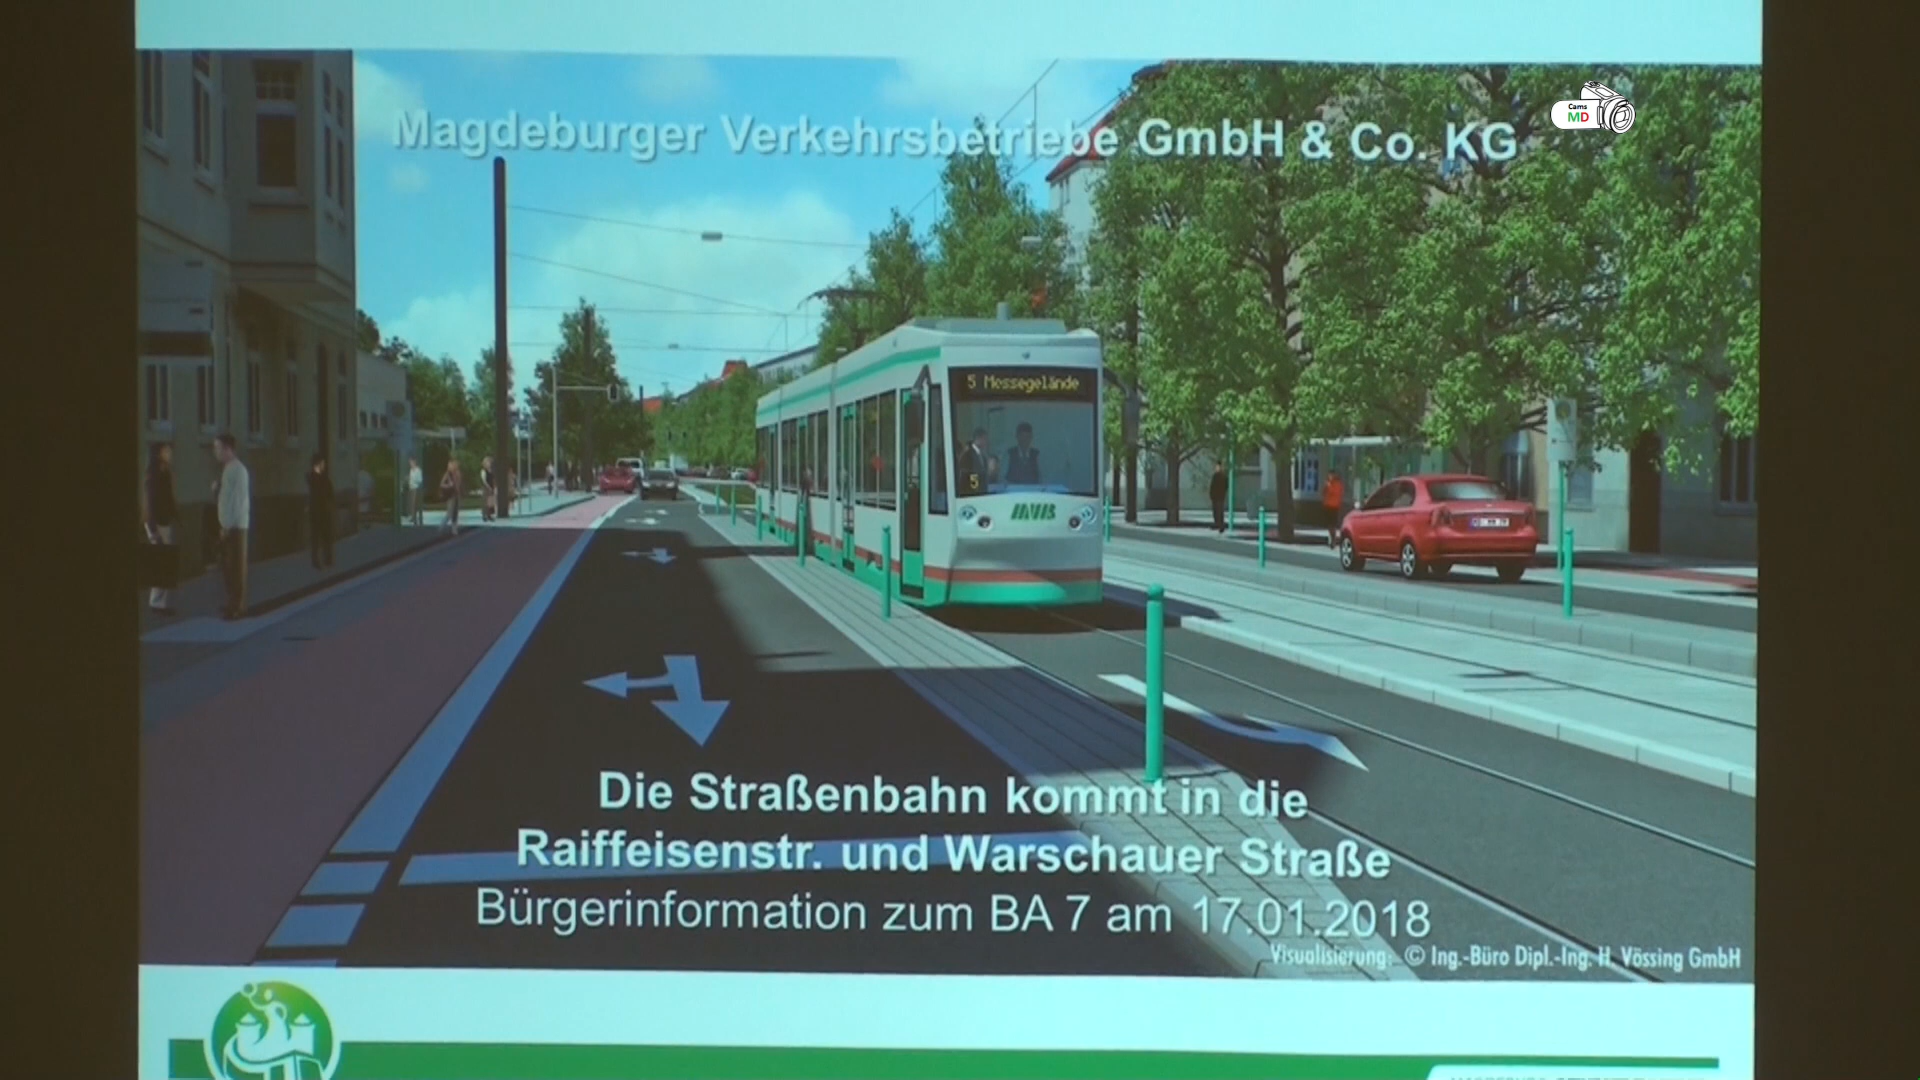 Cams
MD
Magdeburger Verkehrsbetriebe GmbH & Co. KG
5 Messegelände
5
MVB
Die Straßenbahn kommt in die
Raiffeisenstr. und Warschauer Straße
Bürgerinformation zum BA 7 am 17.01.2018
Visualisierung: © Ing.-Büro Dipl.-Ing. H. Vössing GmbH